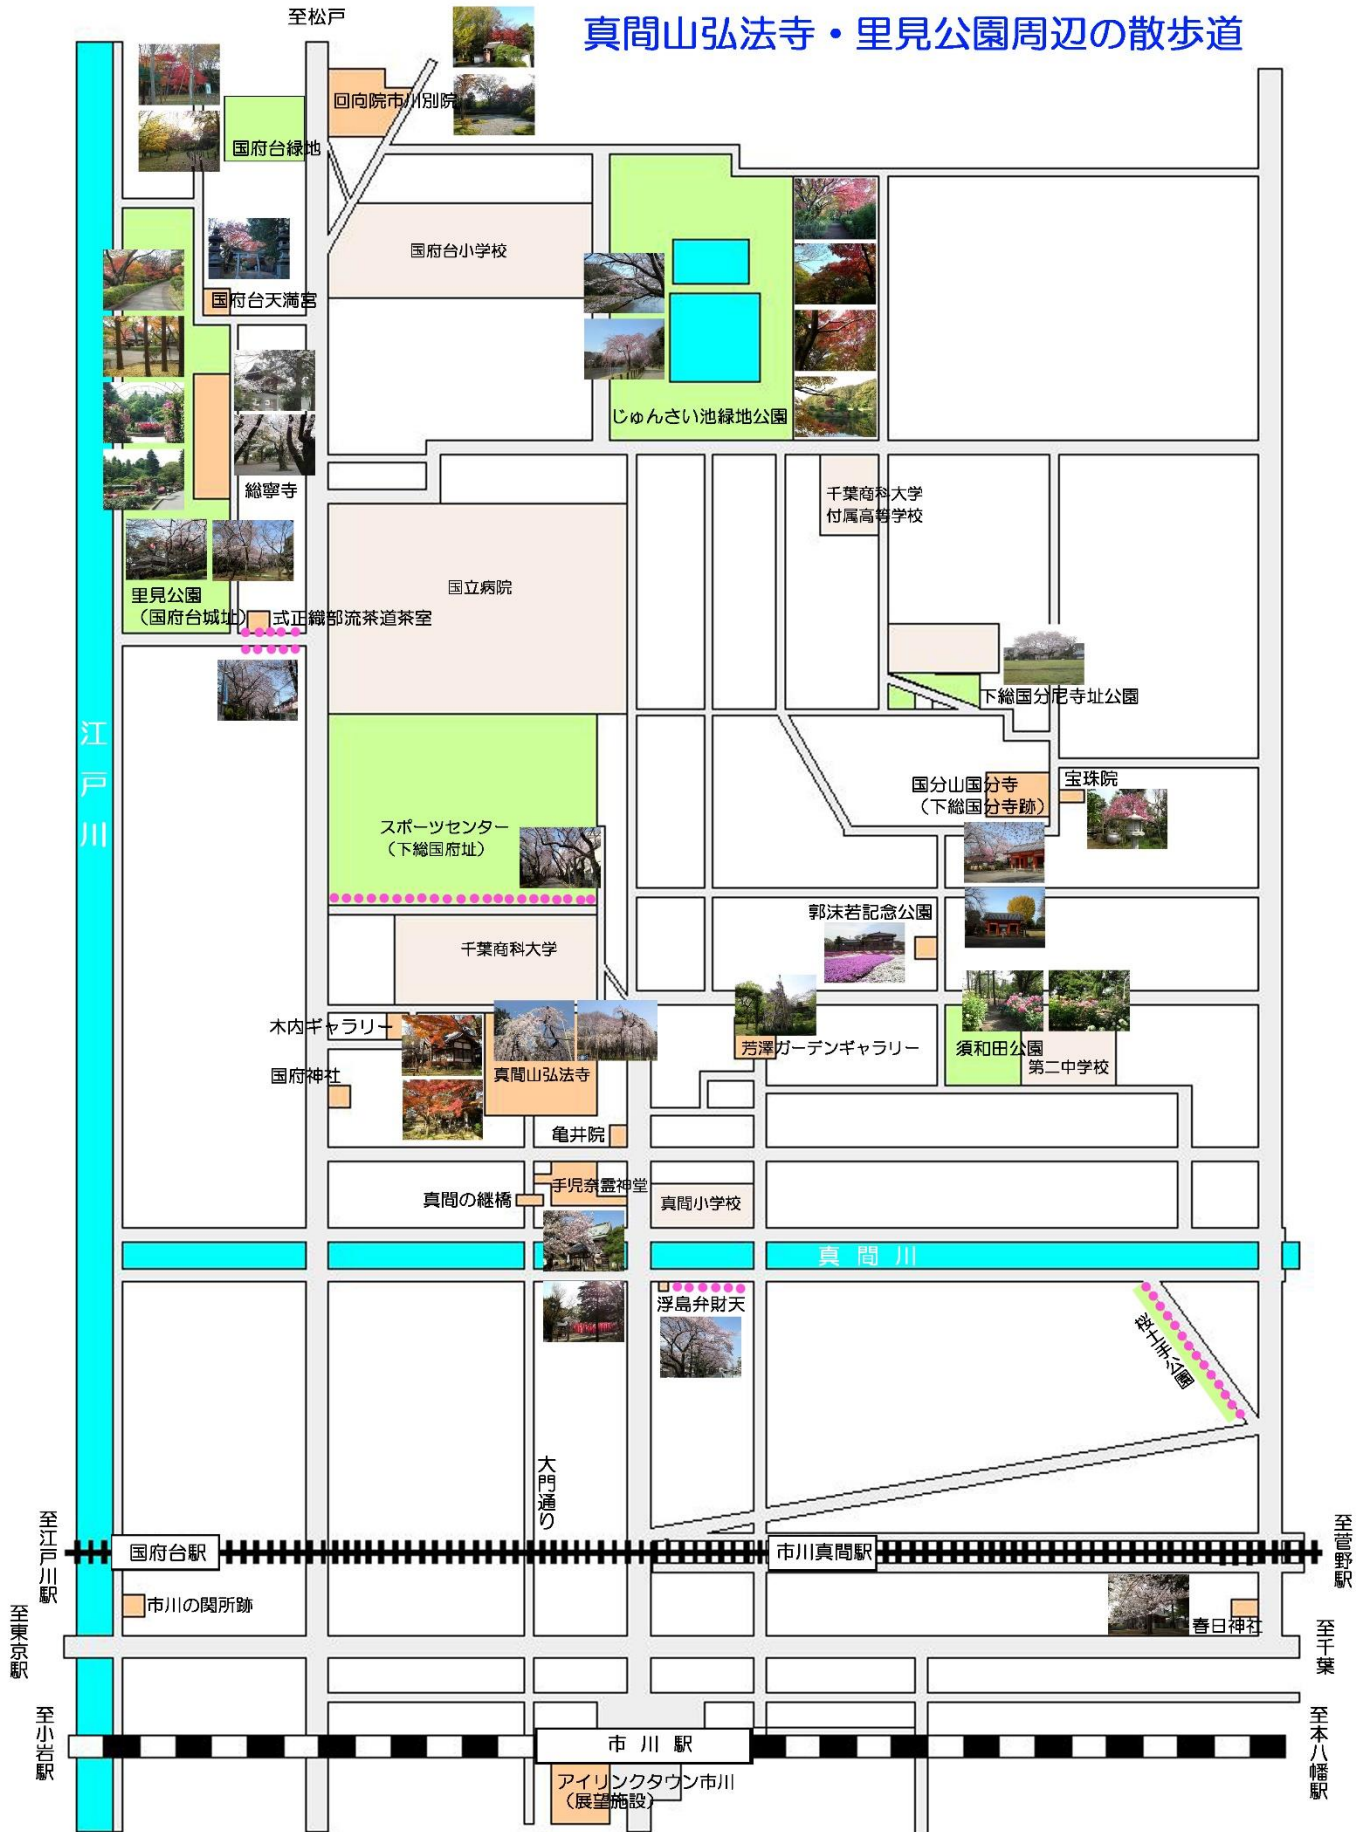 真間山弘法寺・里見公園周辺の散歩道
至松戸
回向院市川別院
国府台緑地
国府台小学校
国府台天満宮
じゅんさい池緑地公園
総寧寺
千葉商科大学
付属高等学校
国立病院
里見公園
(国府台城址)
式正織部流茶道茶室
下総国分尼寺址公園
江戸川
国分山国分寺
(下総国分寺跡)
宝珠院
スポーツセンター
(下総国府址)
郭沫若記念公園
千葉商科大学
木内ギャラリー
国府神社
真間山弘法寺
芳澤ガーデンギャラリー
須和田公園
第二中学校
亀井院
手児奈霊神堂
真間の継橋
真間小学校
真間川
浮島弁財天
桜土手公園
大門通り
至江戸川駅
国府台駅
市川真間駅
至菅野駅
市川の関所跡
春日神社
至東京駅
至千葉
至小岩駅
市川駅
至本八幡駅
アイリンクタウン市川
(展望施設)